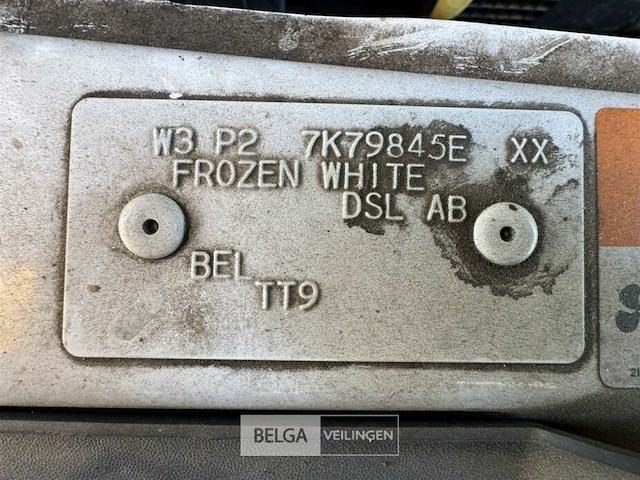 W3 P2 7K79845E XX
FROZEN WHITE
DSL AB
BEL
TT9
BELGA VEILINGEN